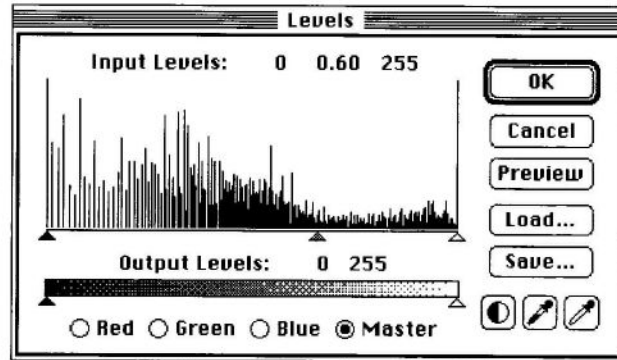 Levels
Input Levels: 0 0.60 255
OK
Cancel
Preview
Load...
Save...
Output Levels: 0 255
Red Green Blue Master